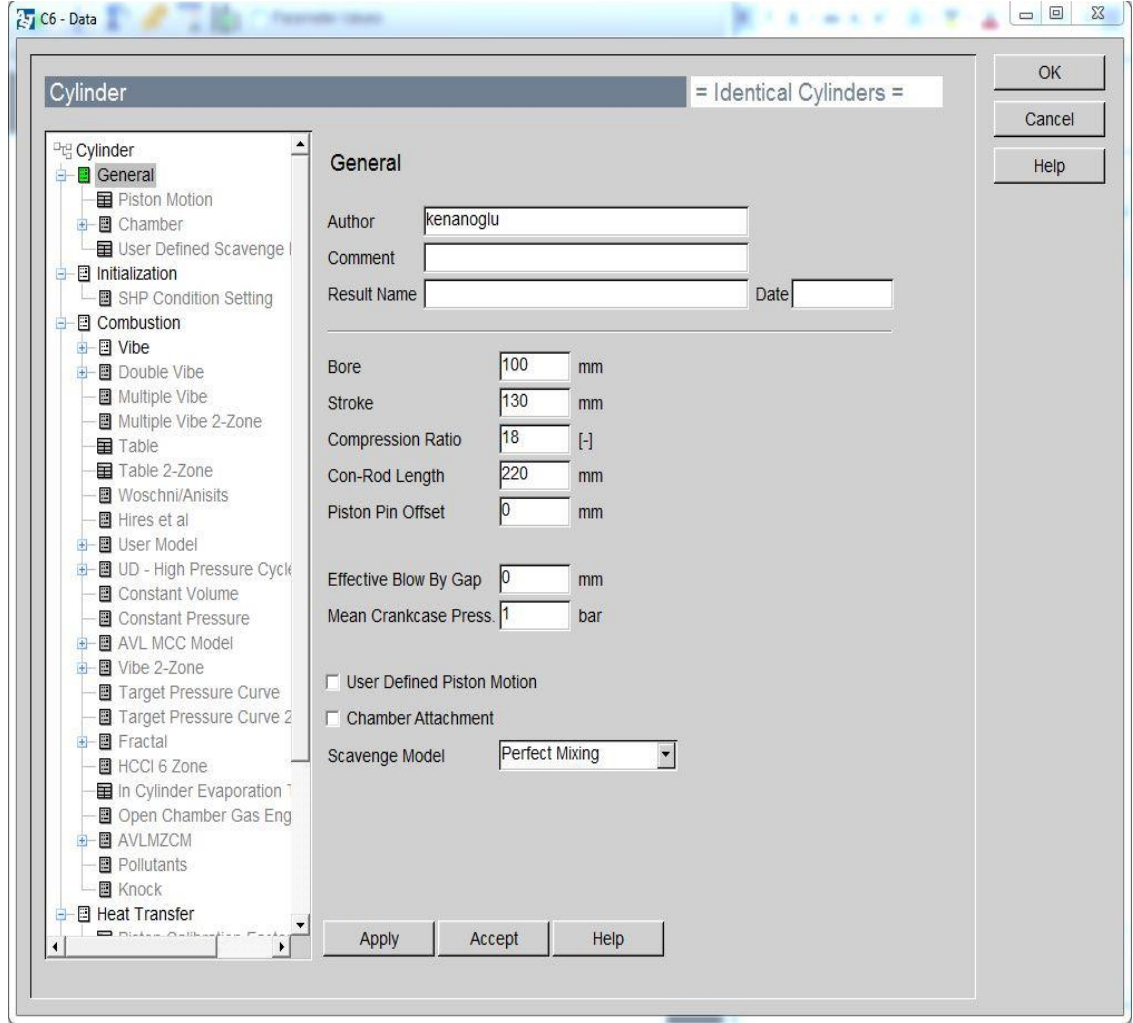 C6 - Data
Parameter Values
OK
Cancel
Help
Cylinder
= Identical Cylinders =
Cylinder
General
Piston Motion
Chamber
User Defined Scavenge
Initialization
SHP Condition Setting
Combustion
Vibe
Double Vibe
Multiple Vibe
Multiple Vibe 2-Zone
Table
Table 2-Zone
Woschni/Anisits
Hires et al
User Model
UD - High Pressure Cycle
Constant Volume
Constant Pressure
AVL MCC Model
Vibe 2-Zone
Target Pressure Curve
Target Pressure Curve 2
Fractal
HCCI 6 Zone
In Cylinder Evaporation
Open Chamber Gas Eng
AVLMZCM
Pollutants
Knock
Heat Transfer
General
Author kenanoglu
Comment
Result Name Date
Bore 100 mm
Stroke 130 mm
Compression Ratio 18 [-]
Con-Rod Length 220 mm
Piston Pin Offset 0 mm
Effective Blow By Gap 0 mm
Mean Crankcase Press. 1 bar
User Defined Piston Motion
Chamber Attachment
Scavenge Model Perfect Mixing
Apply Accept Help